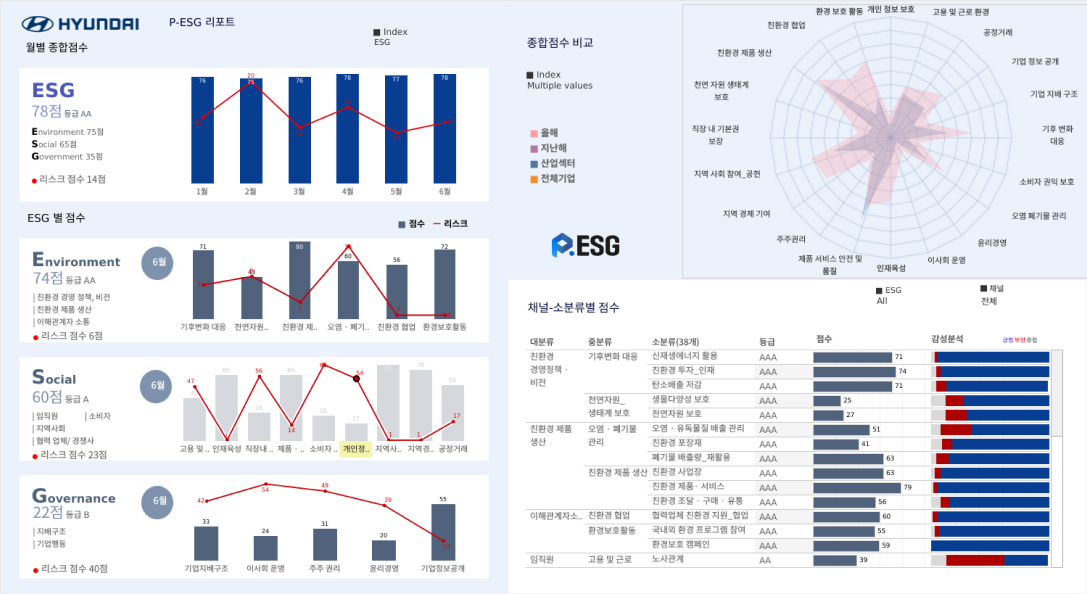 HYUNDAI
P-ESG 리포트
Index
ESG
월별 종합점수
ESG
78점 등급 AA
Environment 75점
Social 65점
Government 35점
리스크 점수 14점
76 20 75 76 78 77 78
1월 2월 3월 4월 5월 6월
ESG 별 점수
점수 리스크
Environment
74점 등급 AA
친환경 경영 정책, 비전
친환경 제품 생산
이해관계자 소통
리스크 점수 6점
6월
71 43 80 60 56 72
기후변화 대응 천연자원.. 친환경 제.. 오염 · 폐기.. 친환경 협업 환경보호활동
Social
60점 등급 A
임직원 소비자
지역사회
협력 업체/ 경쟁사
리스크 점수 23점
6월
47 65 56 28 14 25 54 17 75 1 70 1 55 17
고용 및 .. 인재육성 직장내 .. 제품 · .. 소비자 .. 개인정.. 지역사.. 지역경.. 공정거래
Governance
22점 등급 B
지배구조
기업행동
리스크 점수 40점
6월
42 54 49 39
33 24 31 20 55
기업지배구조 이사회 운영 주주 권리 윤리경영 기업정보공개
종합점수 비교
Index
Multiple values
올해
지난해
산업섹터
전체기업
P.ESG
환경 보호 활동
개인 정보 보호
고용 및 근로 환경
공정거래
기업 정보 공개
기업 지배 구조
기후 변화
대응
소비자 권익 보호
오염 폐기물 관리
윤리경영
이사회 운영
인재육성
제품 서비스 안전 및
품질
주주권리
지역 경제 기여
지역 사회 참여_공헌
직장 내 기본권
보장
천연 자원 생태계
보호
친환경 제품 생산
친환경 협업
채널-소분류별 점수
ESG
All
채널
전체
대분류 중분류 소분류(38개) 등급 점수 감성분석 긍정 부정 중립
친환경 기후변화 대응 신재생에너지 활용 AAA 71
경영정책 · 친환경 투자_인재 AAA 74
비전 탄소배출 저감 AAA 71
천연자원_ 생물다양성 보호 AAA 25
생태계 보호 천연자원 보호 AAA 27
친환경 제품 오염 · 폐기물 오염 · 유독물질 배출 관리 AAA 51
생산 관리 친환경 포장재 AAA 41
폐기물 배출량_재활용 AAA 63
친환경 제품 생산 친환경 사업장 AAA 63
친환경 제품 · 서비스 AAA 79
친환경 조달 · 구매 · 유통 AAA 56
이해관계자소.. 친환경 협업 협력업체 친환경 지원_협업 AAA 60
환경보호활동 국내외 환경 프로그램 참여 AAA 55
환경보호 캠페인 AAA 59
임직원 고용 및 근로 노사관계 AA 39